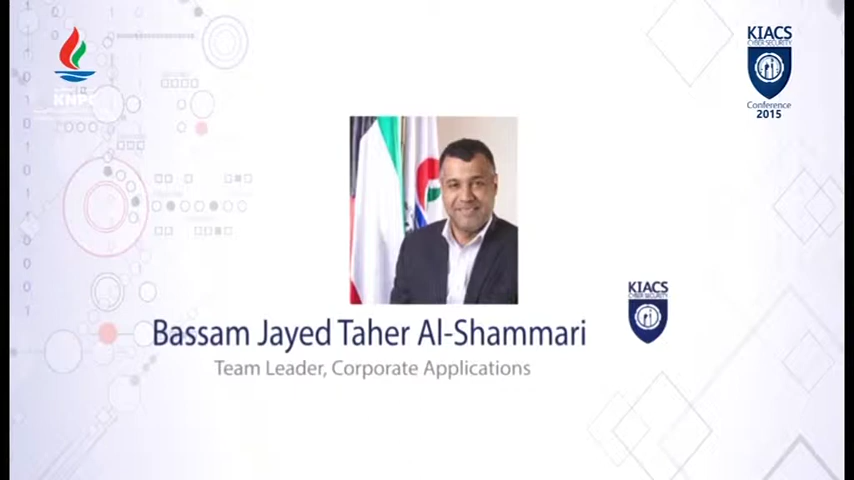 KNPC
KIACS
CYBER SECURITY
Conference
2015
KIACS
CYBER SECURITY
Bassam Jayed Taher Al-Shammari
Team Leader, Corporate Applications